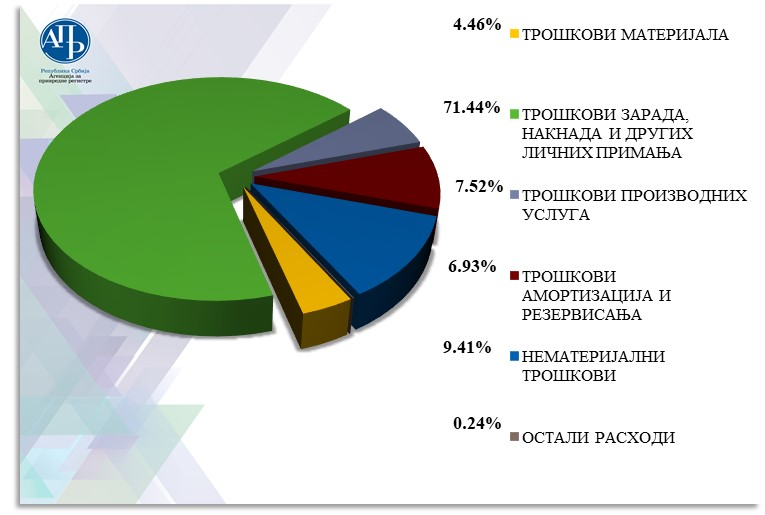 АПР
Република Србија
Агенција за
привредне регистре
4.46%
ТРОШКОВИ МАТЕРИЈАЛА
71.44%
ТРОШКОВИ ЗАРАДА,
НАКНАДА И ДРУГИХ
ЛИЧНИХ ПРИМАЊА
7.52%
ТРОШКОВИ ПРОИЗВОДНИХ
УСЛУГА
6.93%
ТРОШКОВИ
АМОРТИЗАЦИЈА И
РЕЗЕРВИСАЊА
9.41%
НЕМАТЕРИЈАЛНИ
ТРОШКОВИ
0.24%
ОСТАЛИ РАСХОДИ